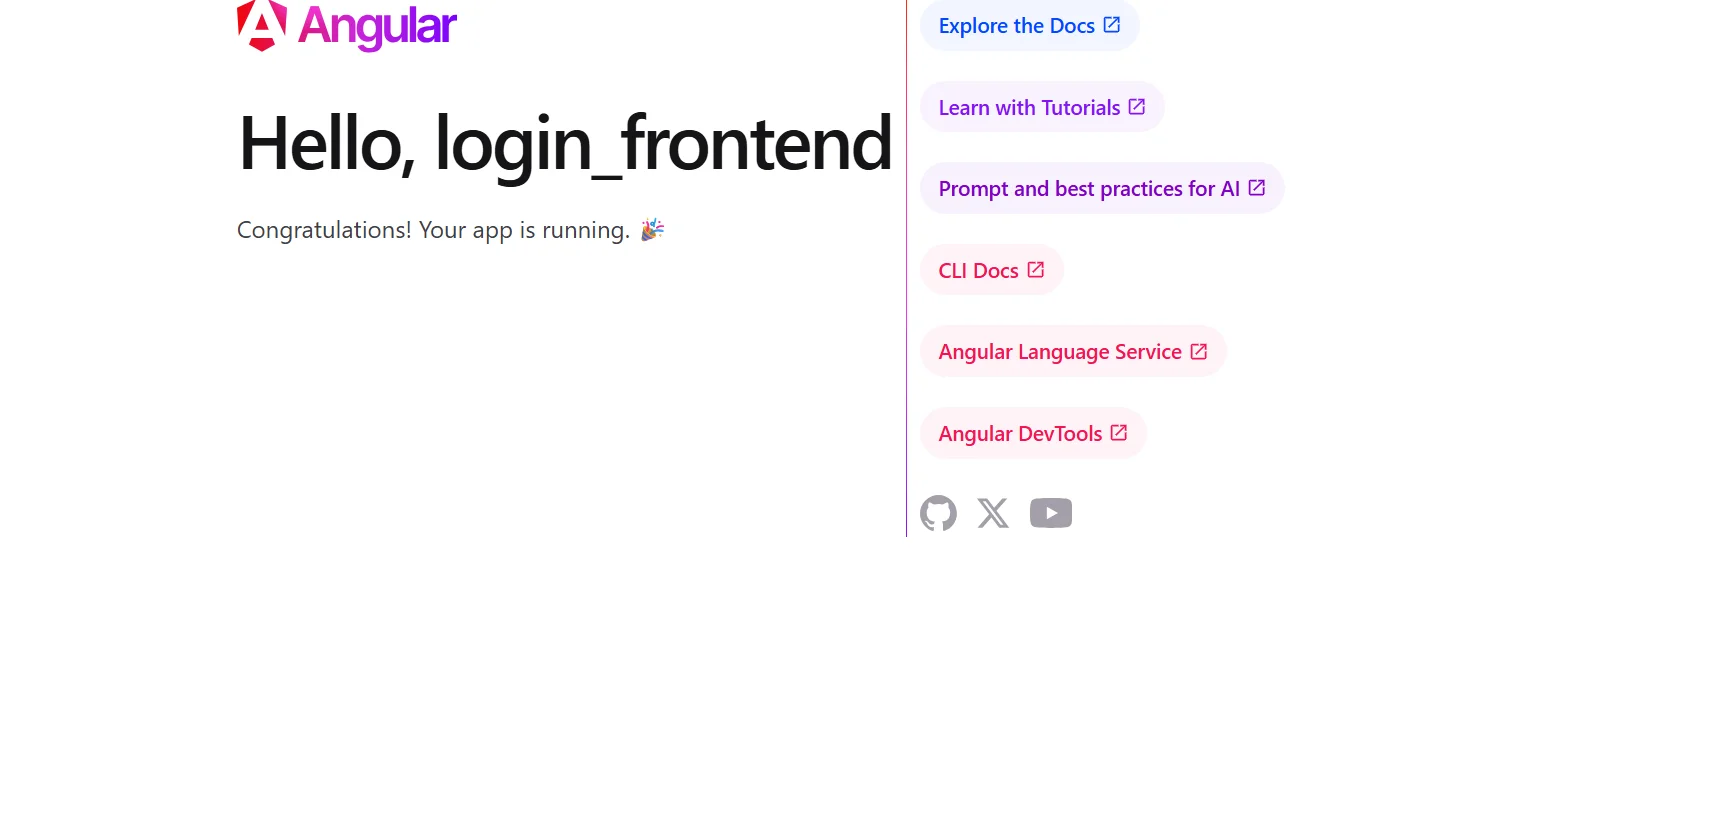 Angular
Hello, login_frontend
Congratulations! Your app is running. 🎉
Explore the Docs
Learn with Tutorials
Prompt and best practices for AI
CLI Docs
Angular Language Service
Angular DevTools